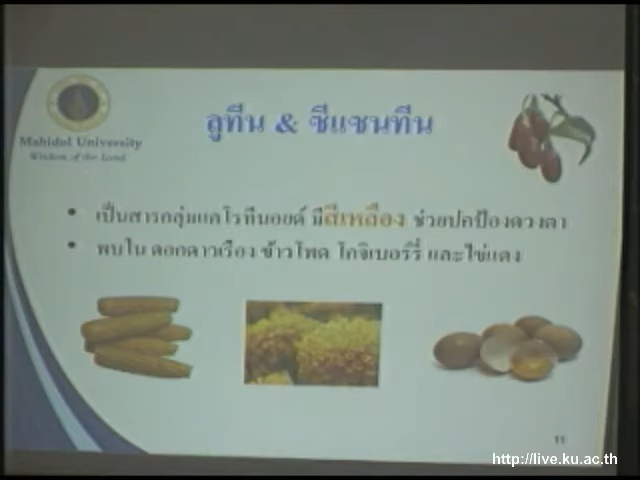 Mahidol University
Wisdom of the Land
ลูทีน & ซีแซนทีน
• เป็นสารกลุ่มแคโรทีนอยด์ มีสีเหลือง ช่วยปกป้องดวงตา
• พบใน ดอกดาวเรือง ข้าวโพด โกจิเบอร์รี่ และไข่แดง
11
http://live.ku.ac.th